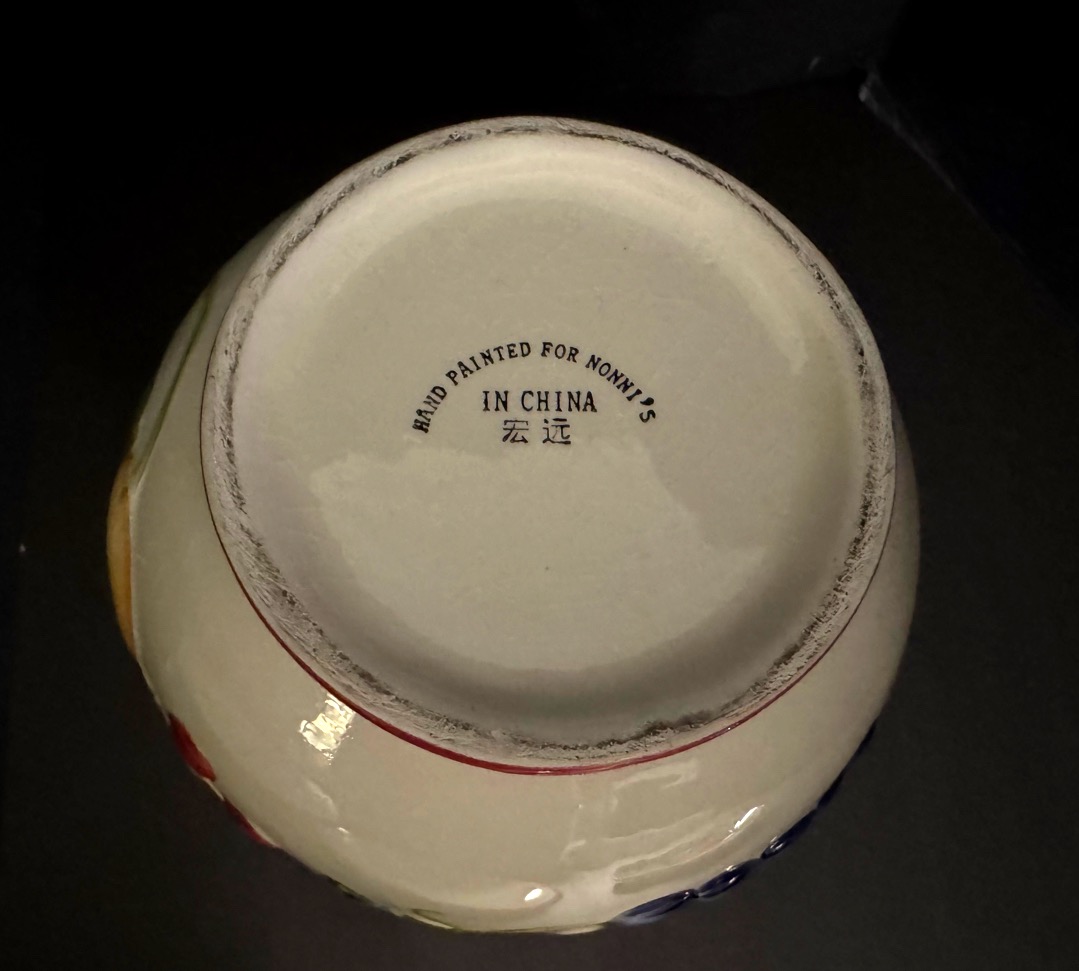 HAND PAINTED FOR NONNI'S
IN CHINA
宏远